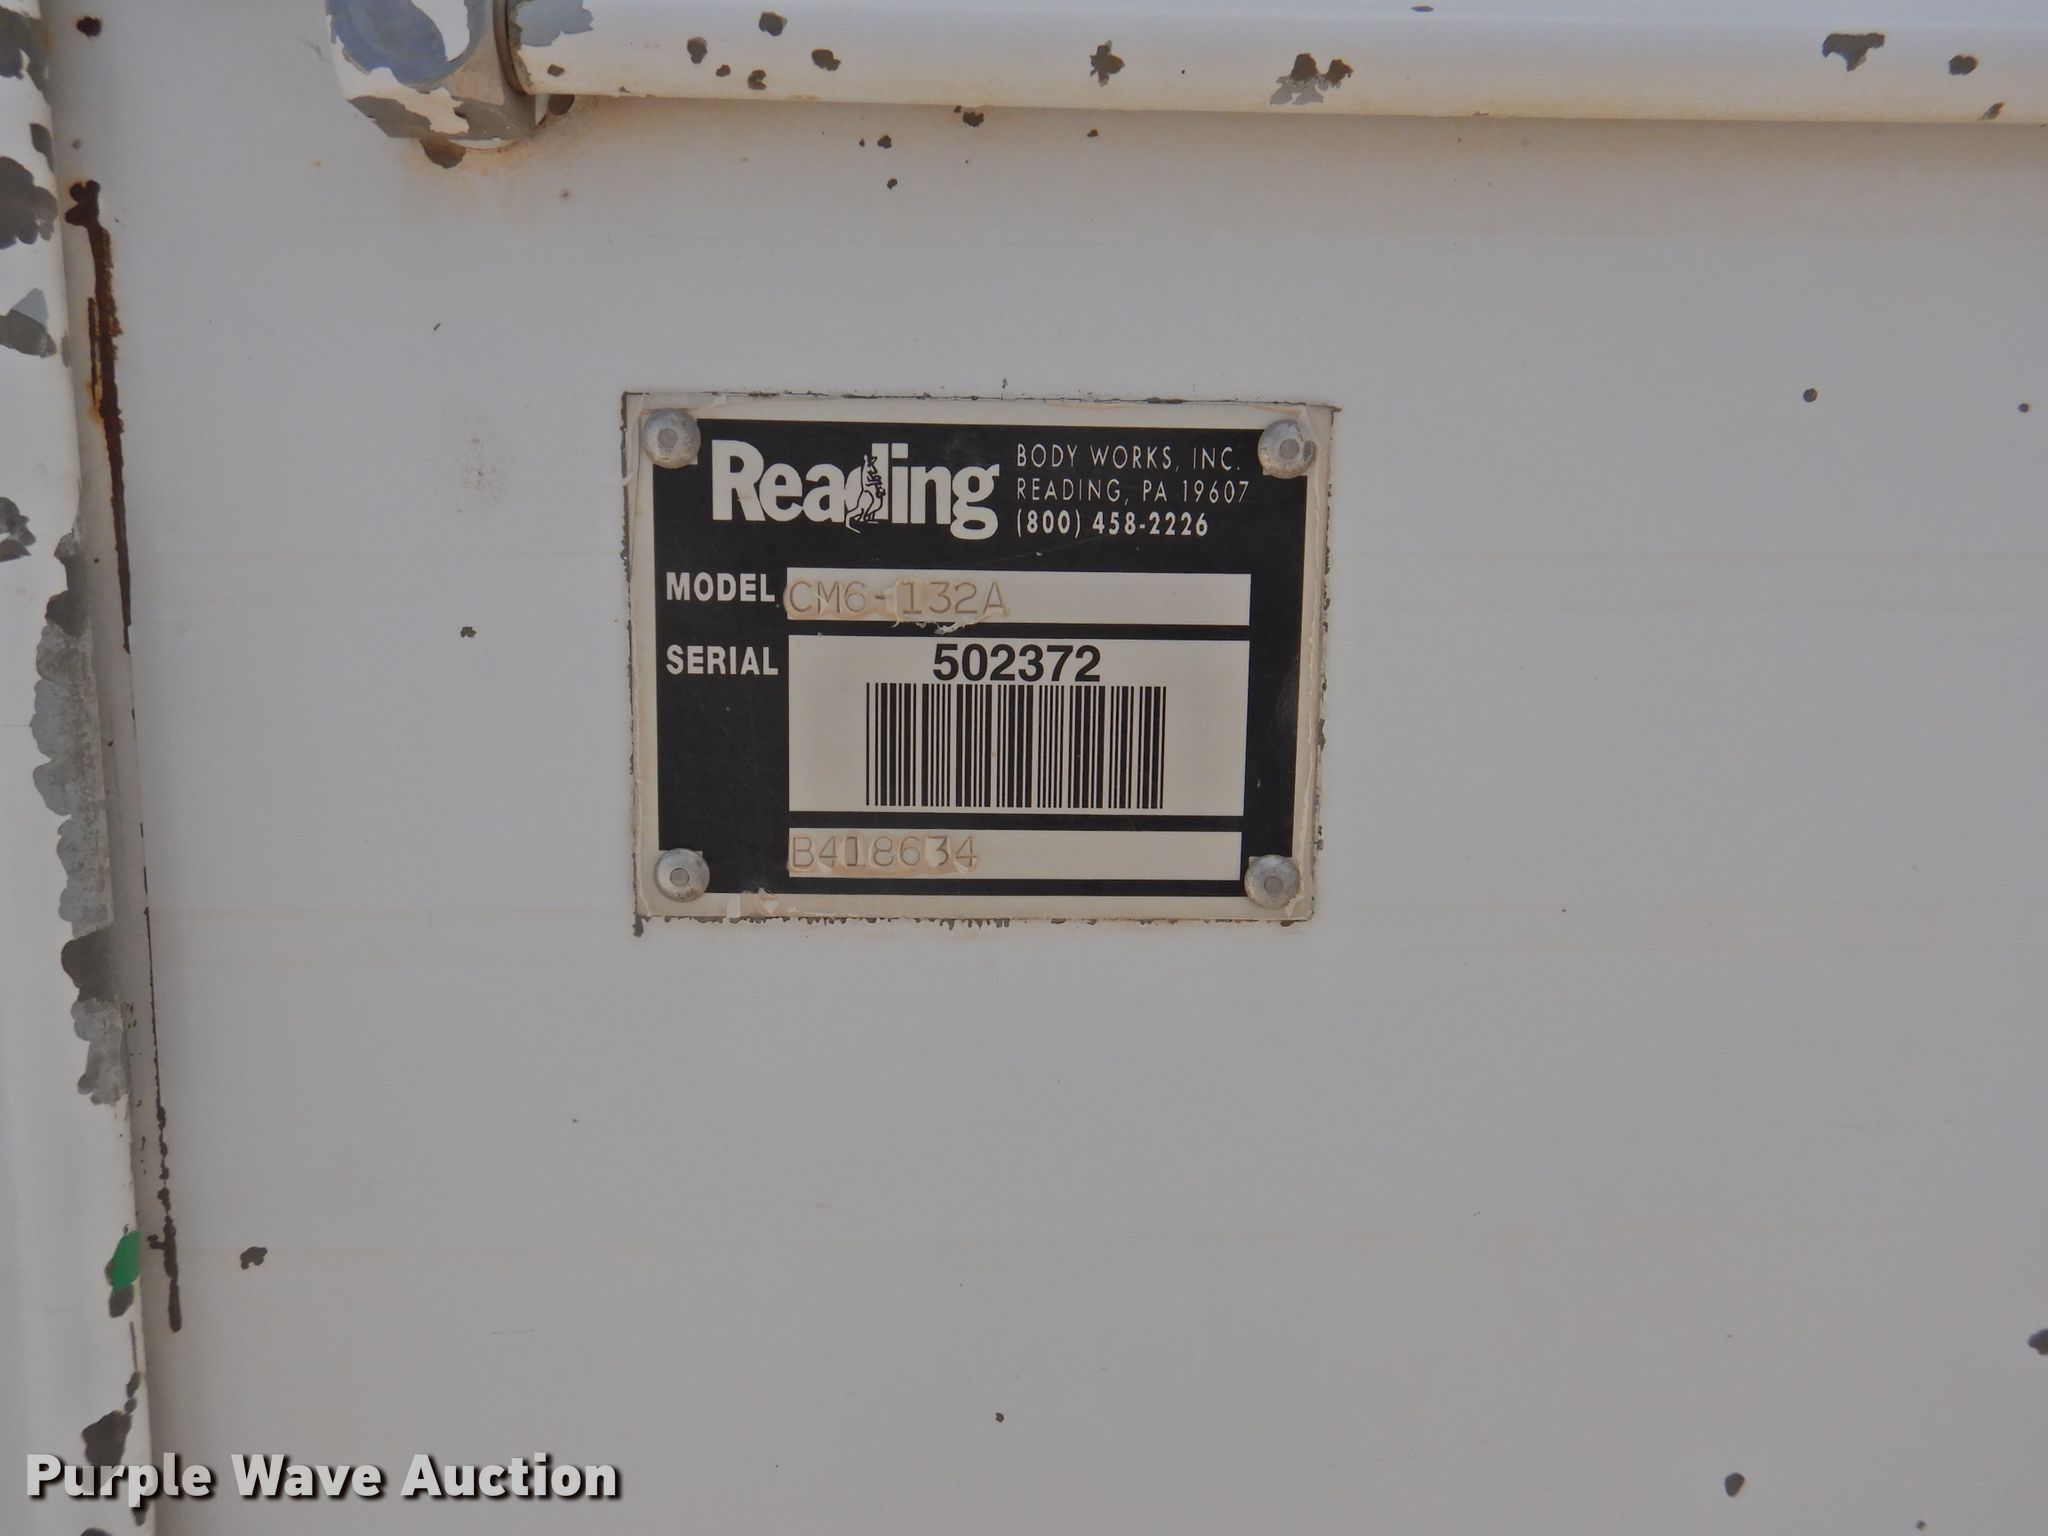 Reading
BODY WORKS, INC.
READING, PA 19607
(800) 458-2226
MODEL CM6-132A
SERIAL 502372
B418634
Purple Wave Auction